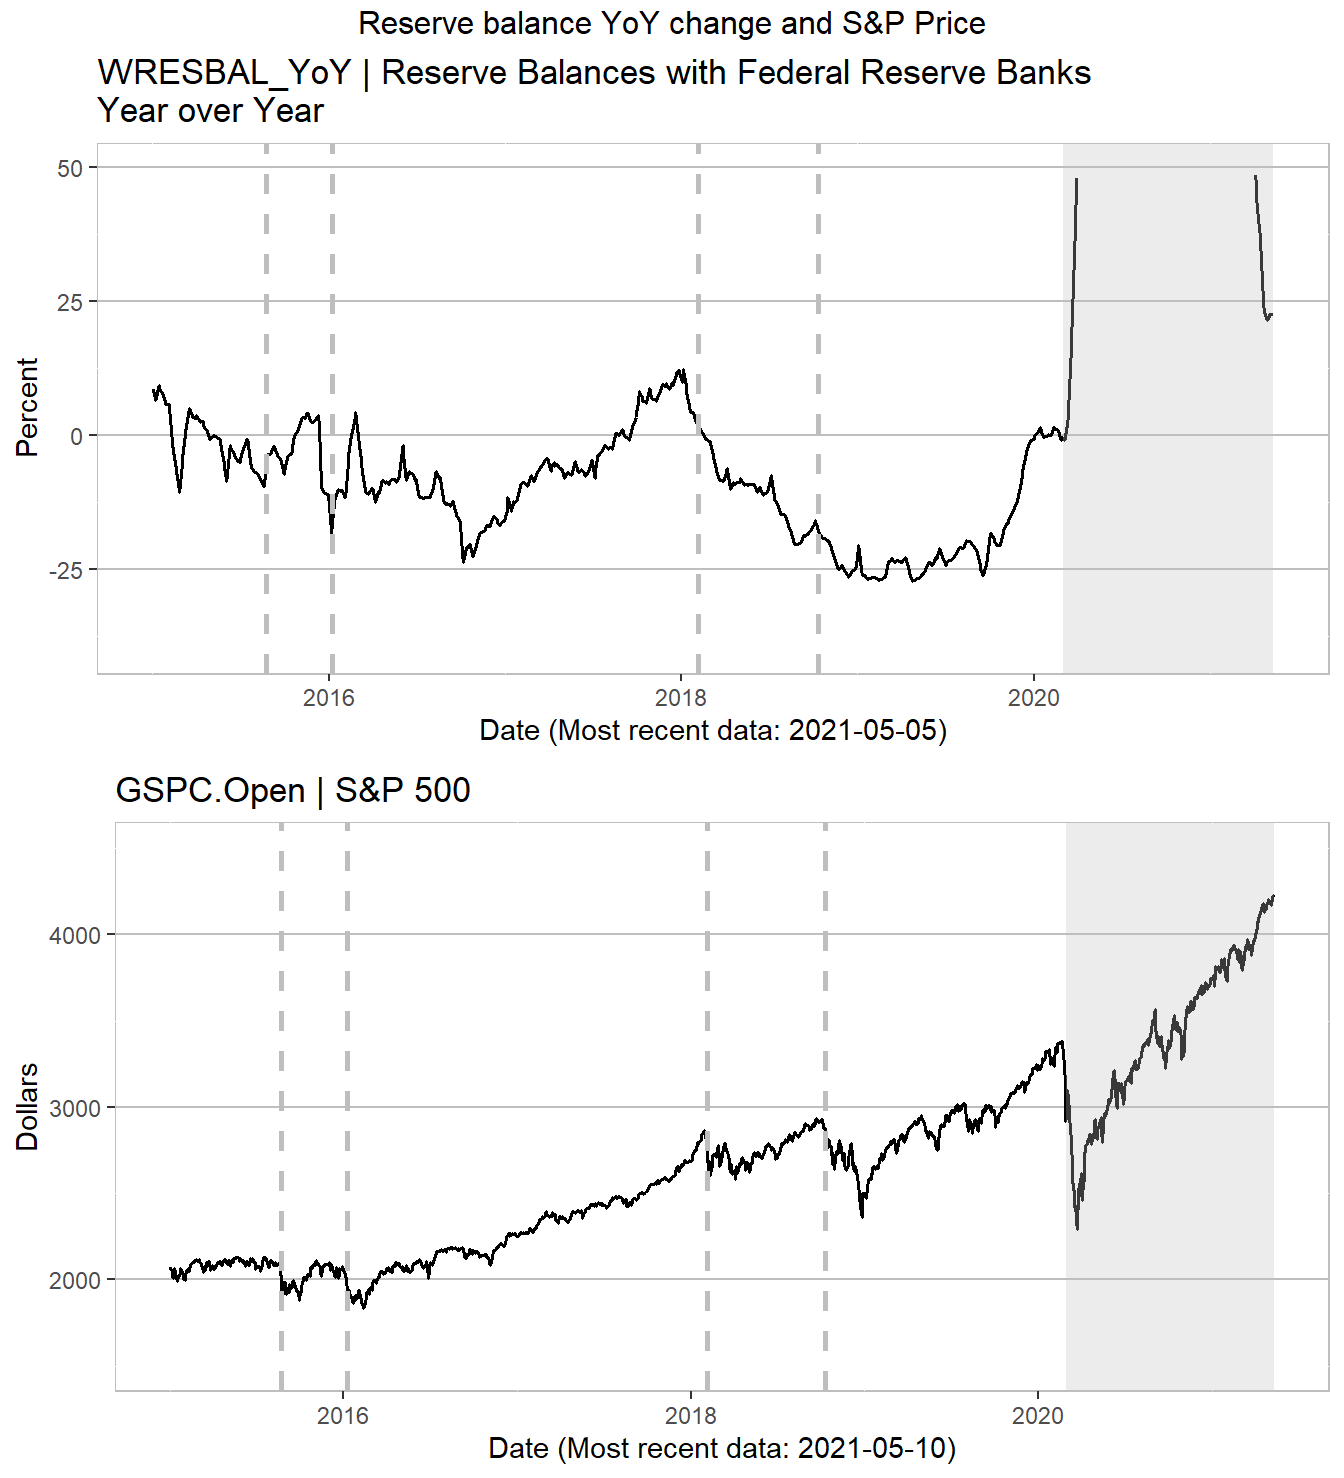 Reserve balance YoY change and S&P Price
WRESBAL_YoY | Reserve Balances with Federal Reserve Banks
Year over Year
50
25
0
-25
Percent
2016
2018
2020
Date (Most recent data: 2021-05-05)
GSPC.Open | S&P 500
4000
3000
2000
Dollars
2016
2018
2020
Date (Most recent data: 2021-05-10)